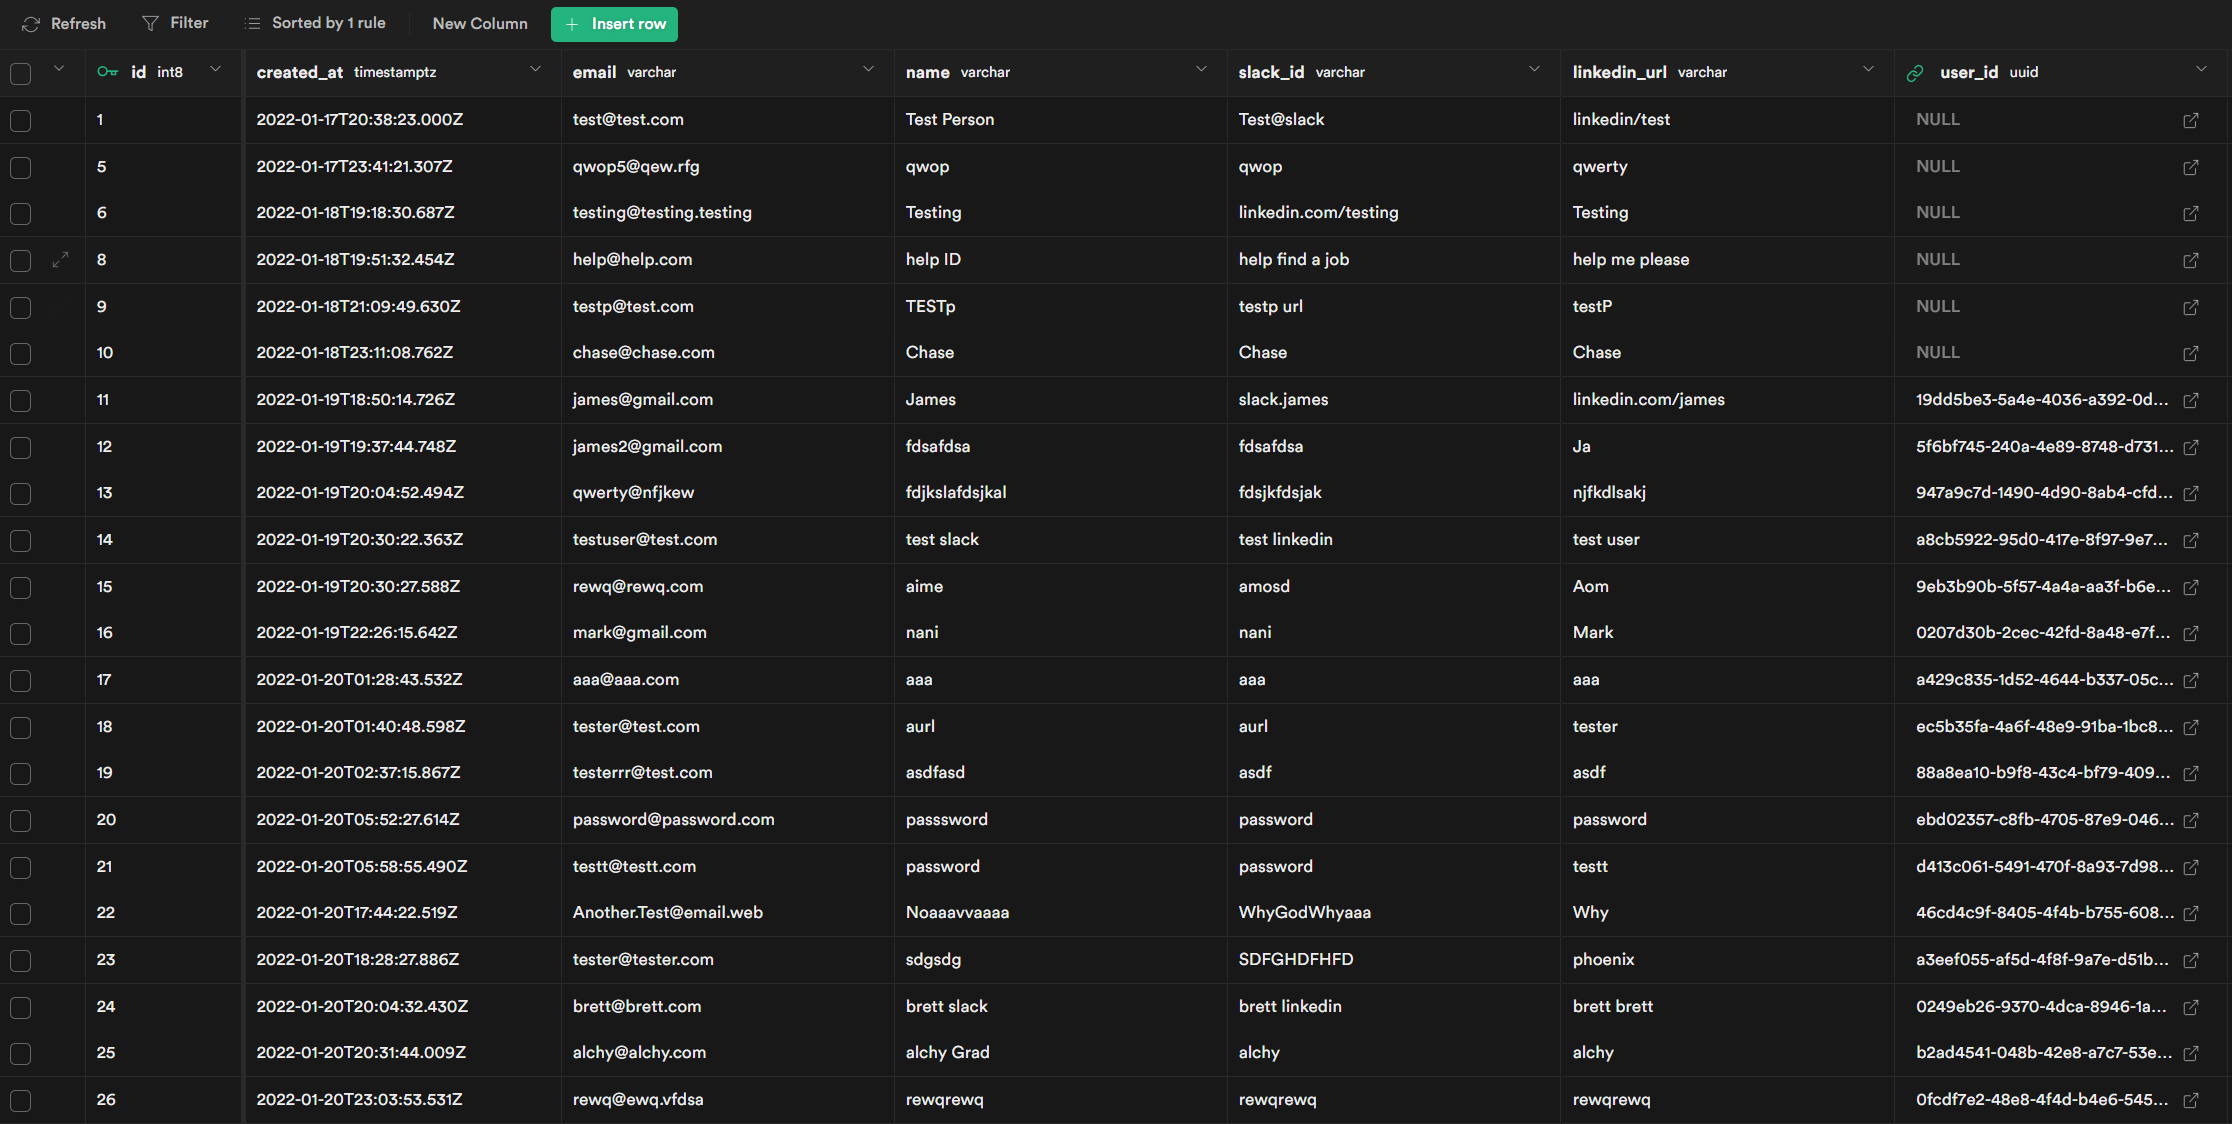 Refresh Filter Sorted by 1 rule New Column + Insert row
id int8 created_at timestamptz email varchar name varchar slack_id varchar linkedin_url varchar user_id uuid
1 2022-01-17T20:38:23.000Z test@test.com Test Person Test@slack linkedin/test NULL
5 2022-01-17T23:41:21.307Z qwop5@qew.rfg qwop qwop qwerty NULL
6 2022-01-18T19:18:30.687Z testing@testing.testing Testing linkedin.com/testing Testing NULL
8 2022-01-18T19:51:32.454Z help@help.com help ID help find a job help me please NULL
9 2022-01-18T21:09:49.630Z testp@test.com TESTp testp url testP NULL
10 2022-01-18T23:11:08.762Z chase@chase.com Chase Chase Chase NULL
11 2022-01-19T18:50:14.726Z james@gmail.com James slack.james linkedin.com/james 19dd5be3-5a4e-4036-a392-0d...
12 2022-01-19T19:37:44.748Z james2@gmail.com fdsafdsa fdsafdsa Ja 5f6bf745-240a-4e89-8748-d731...
13 2022-01-19T20:04:52.494Z qwerty@nfjkew fdjkslafdsjkal fdsjkfdsjak njfkdlsakj 947a9c7d-1490-4d90-8ab4-cfd...
14 2022-01-19T20:30:22.363Z testuser@test.com test slack test linkedin test user a8cb5922-95d0-417e-8f97-9e7...
15 2022-01-19T20:30:27.588Z rewq@rewq.com aime amosd Aom 9eb3b90b-5f57-4a4a-aa3f-b6e...
16 2022-01-19T22:26:15.642Z mark@gmail.com nani nani Mark 0207d30b-2cec-42fd-8a48-e7f...
17 2022-01-20T01:28:43.532Z aaa@aaa.com aaa aaa aaa a429c835-1d52-4644-b337-05c...
18 2022-01-20T01:40:48.598Z tester@test.com aurl aurl tester ec5b35fa-4a6f-48e9-91ba-1bc8...
19 2022-01-20T02:37:15.867Z testerrr@test.com asdfasd asdf asdf 88a8ea10-b9f8-43c4-bf79-409...
20 2022-01-20T05:52:27.614Z password@password.com passsword password password ebd02357-c8fb-4705-87e9-046...
21 2022-01-20T05:58:55.490Z testt@testt.com password password testt d413c061-5491-470f-8a93-7d98...
22 2022-01-20T17:44:22.519Z Another.Test@email.web Noaaavvaaaa WhyGodWhyaaa Why 46cd4c9f-8405-4f4b-b755-608...
23 2022-01-20T18:28:27.886Z tester@tester.com sdgsdg SDFGHDFHFD phoenix a3eef055-af5d-4f8f-9a7e-d51b...
24 2022-01-20T20:04:32.430Z brett@brett.com brett slack brett linkedin brett brett 0249eb26-9370-4dca-8946-1a...
25 2022-01-20T20:31:44.009Z alchy@alchy.com alchy Grad alchy alchy b2ad4541-048b-42e8-a7c7-53e...
26 2022-01-20T23:03:53.531Z rewq@ewq.vfdsa rewqrewq rewqrewq rewqrewq 0fcdf7e2-48e8-4f4d-b4e6-545...